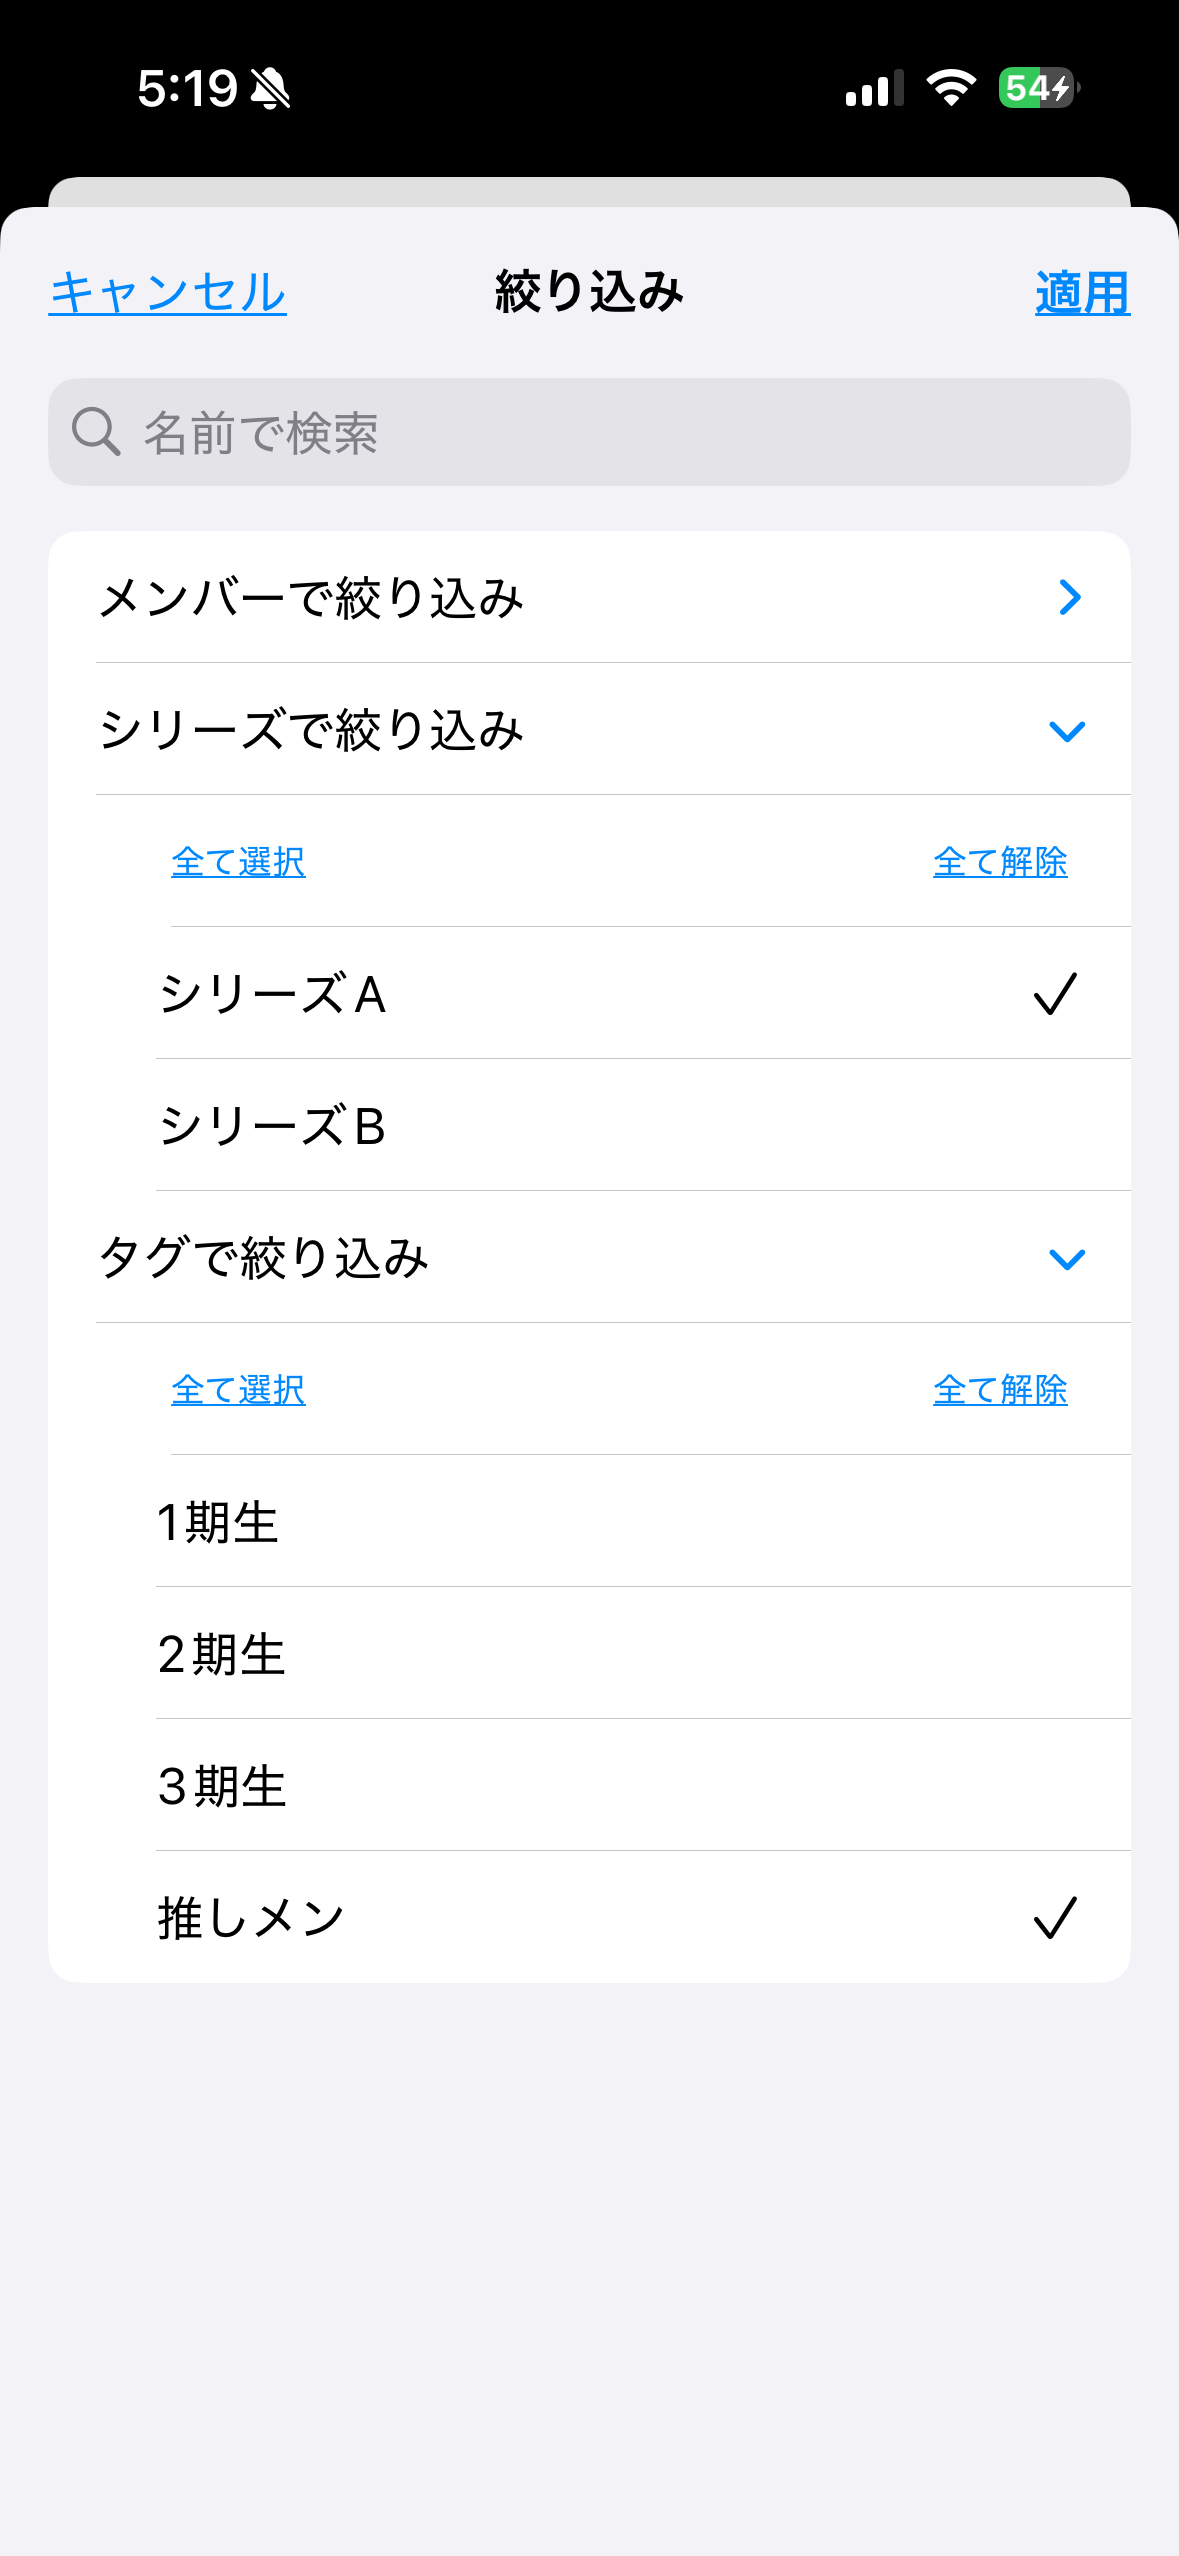 5:19
54
キャンセル 絞り込み 適用
名前で検索
メンバーで絞り込み
シリーズで絞り込み
全て選択 全て解除
シリーズA
シリーズB
タグで絞り込み
全て選択 全て解除
1期生
2期生
3期生
推しメン